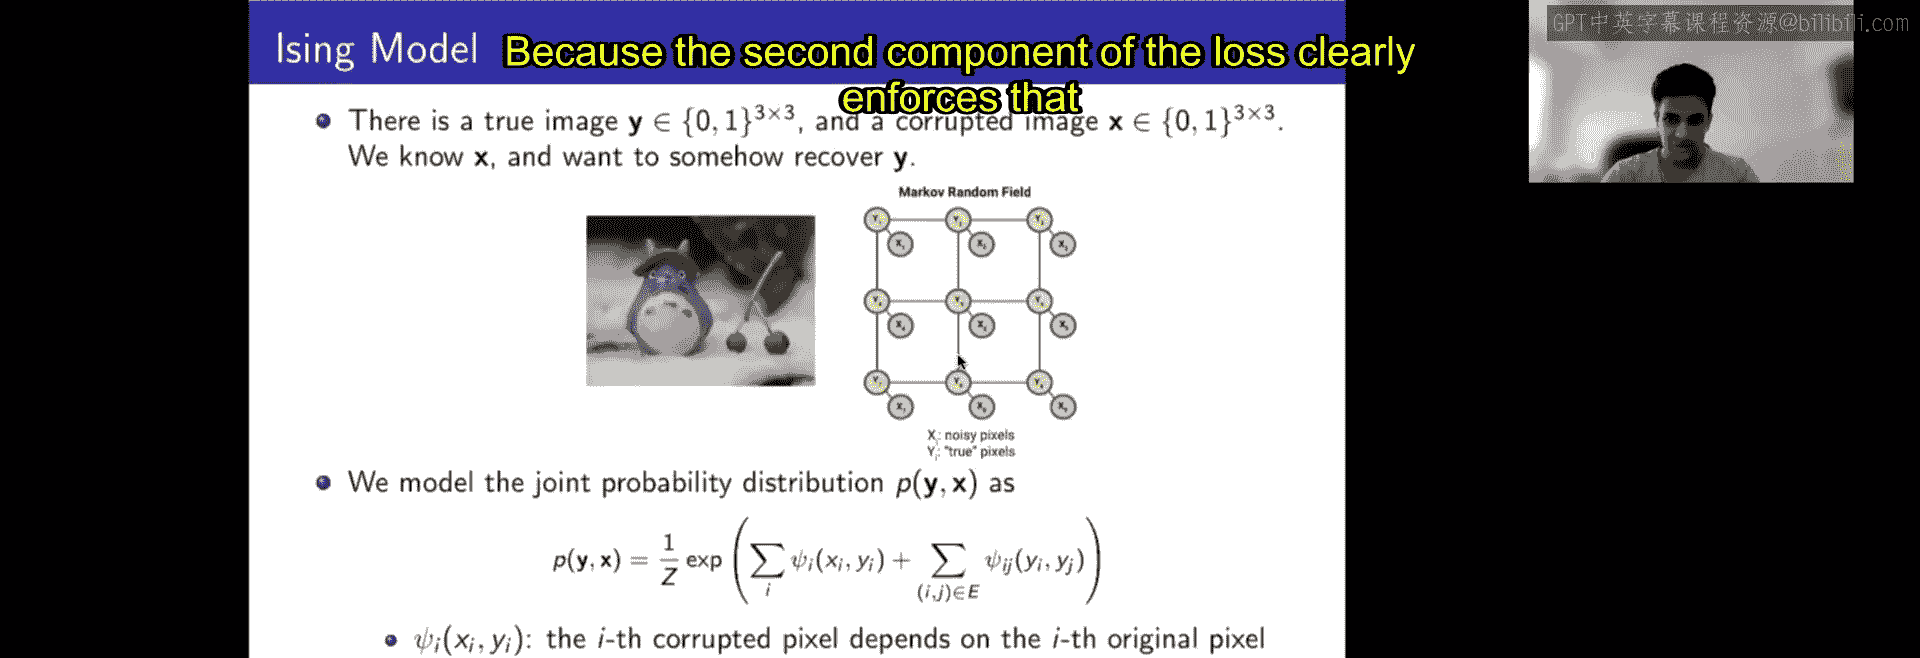 Ising Model
Because the second component of the loss clearly
enforces that
GPT中英字幕课程资源@bilibili.com
There is a true image y ∈ {0, 1}^{3×3}, and a corrupted image x ∈ {0, 1}^{3×3}.
We know x, and want to somehow recover y.
Markov Random Field
X_i: noisy pixels
Y_i: "true" pixels
We model the joint probability distribution p(y, x) as
p(y, x) = 1/Z exp ( ∑_i ψ_i(x_i, y_i) + ∑_{(i,j)∈E} ψ_{ij}(y_i, y_j) )
ψ_i(x_i, y_i): the i-th corrupted pixel depends on the i-th original pixel